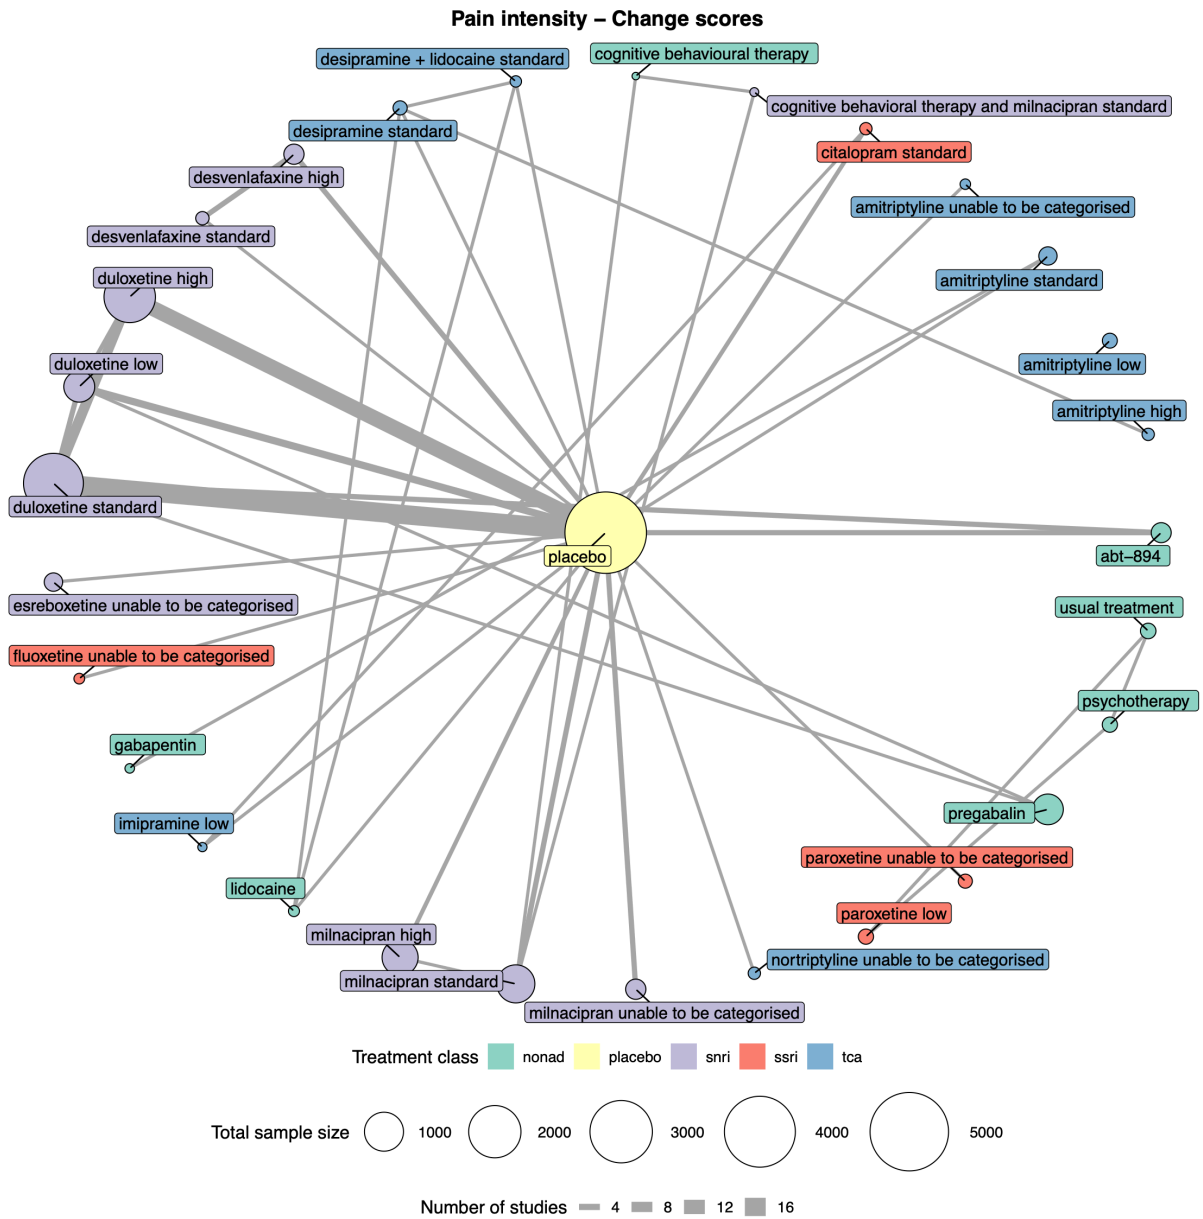 Pain intensity – Change scores
desipramine + lidocaine standard
cognitive behavioural therapy
cognitive behavioral therapy and milnacipran standard
desipramine standard
citalopram standard
desvenlafaxine high
amitriptyline unable to be categorised
desvenlafaxine standard
duloxetine high
amitriptyline standard
duloxetine low
amitriptyline low
amitriptyline high
duloxetine standard
placebo
abt–894
esreboxetine unable to be categorised
usual treatment
fluoxetine unable to be categorised
psychotherapy
gabapentin
pregabalin
imipramine low
paroxetine unable to be categorised
lidocaine
paroxetine low
milnacipran high
nortriptyline unable to be categorised
milnacipran standard
milnacipran unable to be categorised
Treatment class nonad placebo snri ssri tca
Total sample size 1000 2000 3000 4000 5000
Number of studies 4 8 12 16